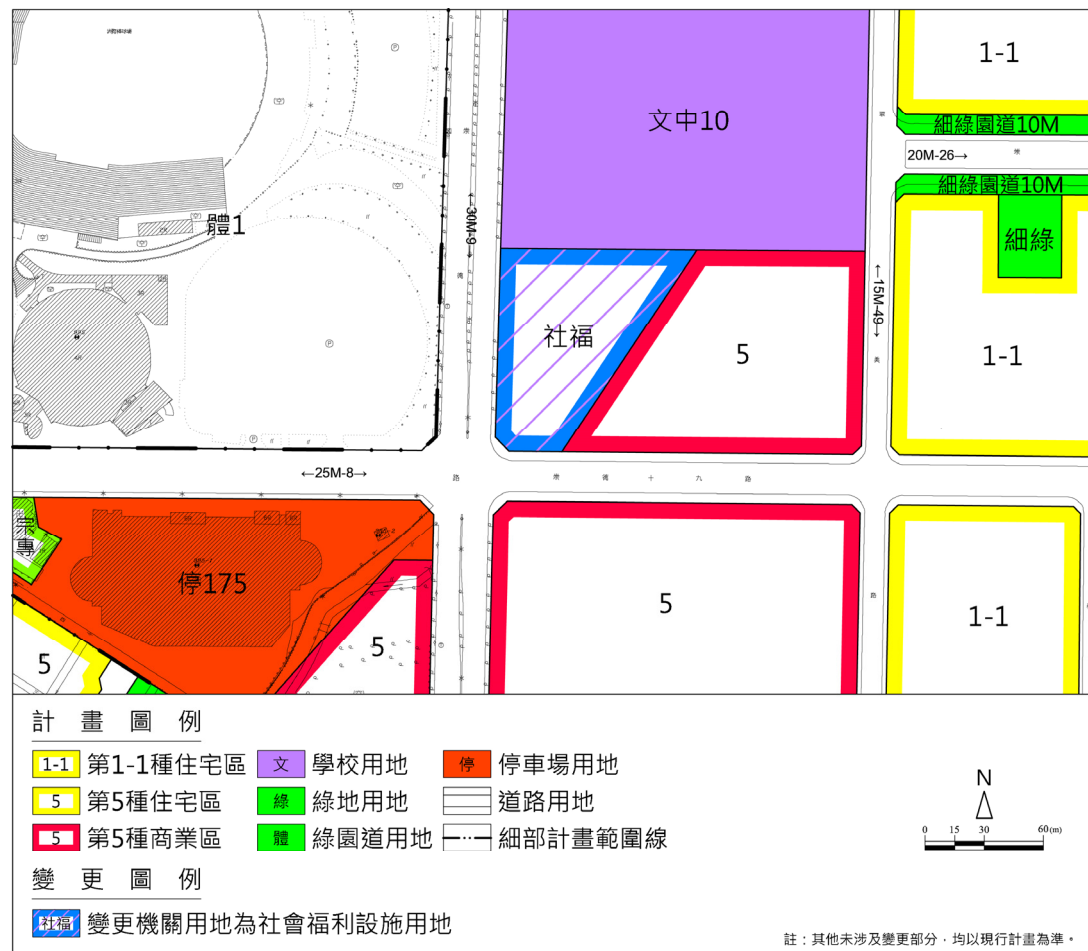 1-1
文中10
細綠園道10M
20M-26→
細綠園道10M
體1
←30M-9
細綠
←15M-49→
社福
5
1-1
美
←25M-8→
路
崇德十九路
停175
5
5
5
路
1-1
計畫圖例
1-1 第1-1種住宅區 文 學校用地 停 停車場用地
5 第5種住宅區 綠 綠地用地 道路用地
5 第5種商業區 體 綠園道用地 細部計畫範圍線
變更圖例
社福 變更機關用地為社會福利設施用地
N
0 15 30 60(m)
註：其他未涉及變更部分，均以現行計畫為準。